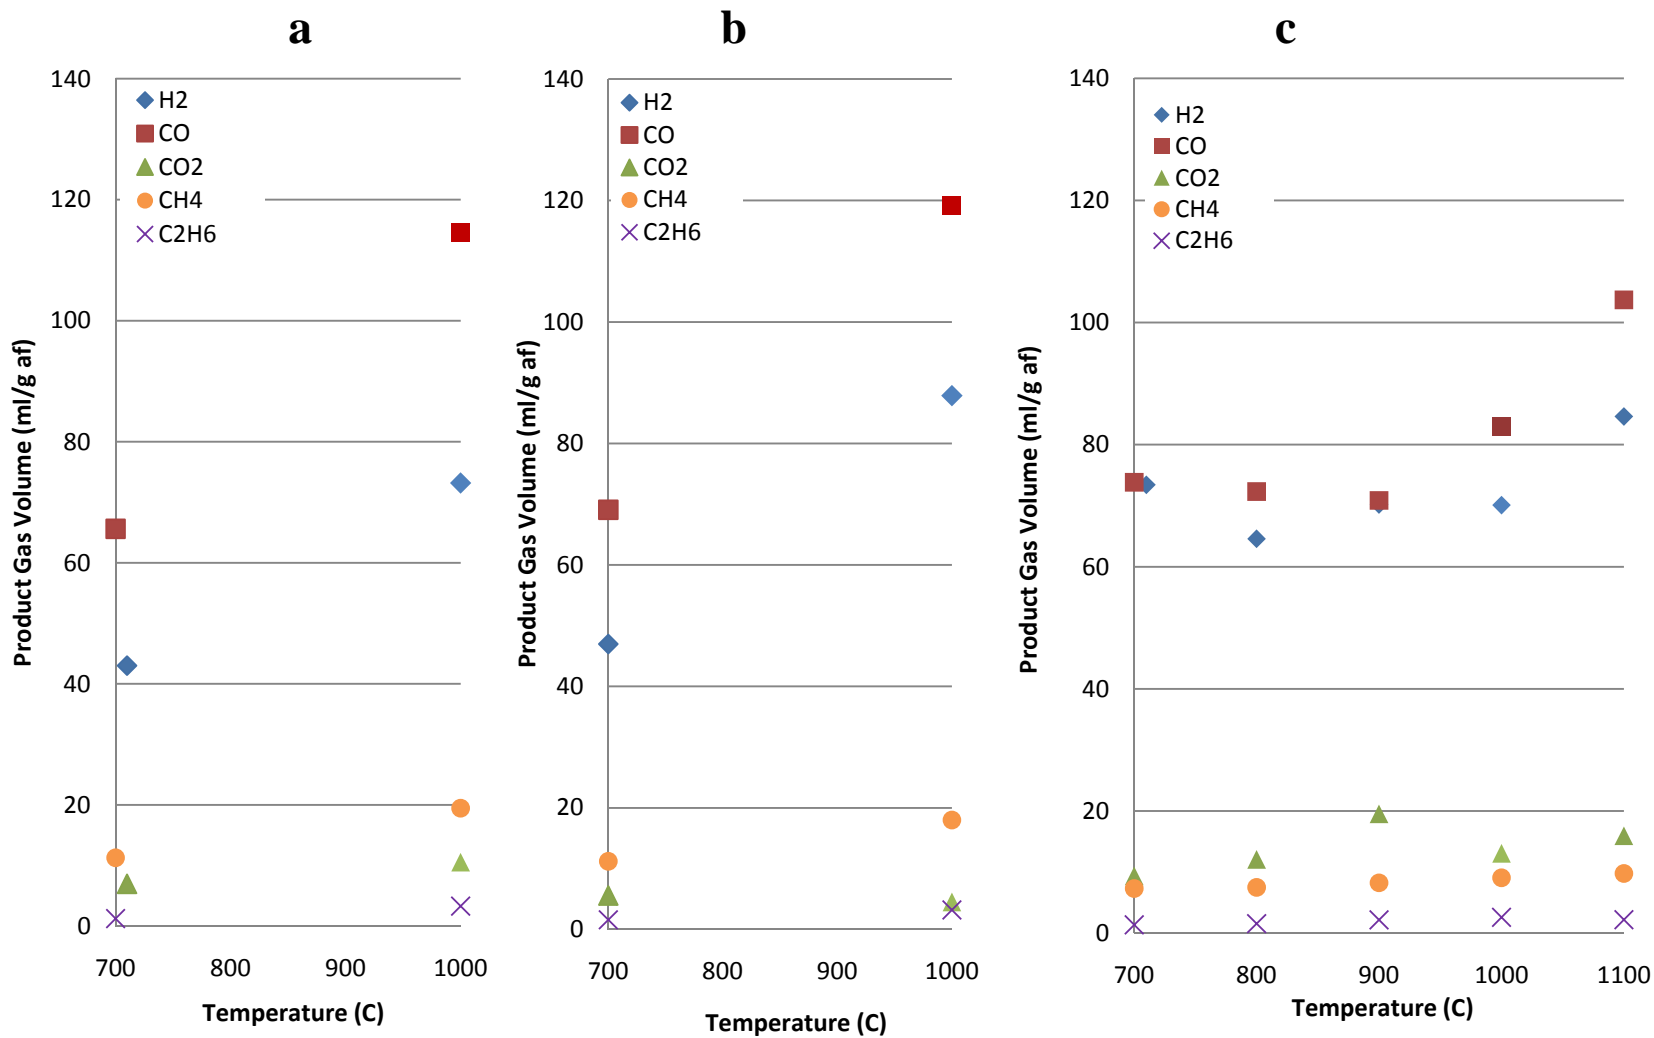 a
140
120
100
80
60
40
20
0
H2
CO
CO2
CH4
C2H6
Product Gas Volume (ml/g af)
700 800 900 1000
Temperature (C)
b
140
120
100
80
60
40
20
0
H2
CO
CO2
CH4
C2H6
Product Gas Volume (ml/g af)
700 800 900 1000
Temperature (C)
c
140
120
100
80
60
40
20
0
H2
CO
CO2
CH4
C2H6
Product Gas Volume (ml/g af)
700 800 900 1000 1100
Temperature (C)